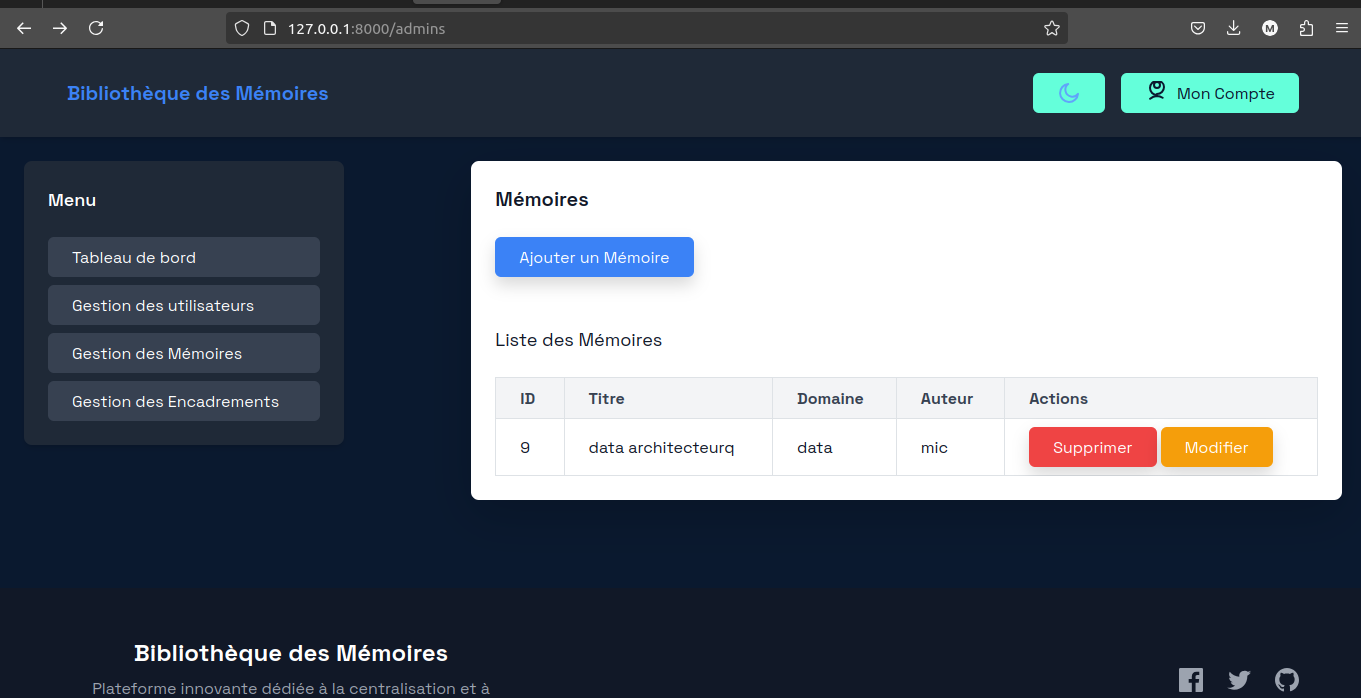 127.0.0.1:8000/admins
M
Bibliothèque des Mémoires
Mon Compte
Menu
Tableau de bord
Gestion des utilisateurs
Gestion des Mémoires
Gestion des Encadrements
Mémoires
Ajouter un Mémoire
Liste des Mémoires
ID Titre Domaine Auteur Actions
9 data architecteurq data mic Supprimer Modifier
Bibliothèque des Mémoires
Plateforme innovante dédiée à la centralisation et à